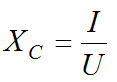 X_C = I/U